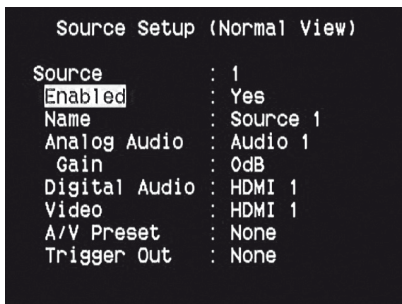 Source Setup (Normal View)
Source : 1
Enabled : Yes
Name : Source 1
Analog Audio : Audio 1
Gain : 0dB
Digital Audio : HDMI 1
Video : HDMI 1
A/V Preset : None
Trigger Out : None